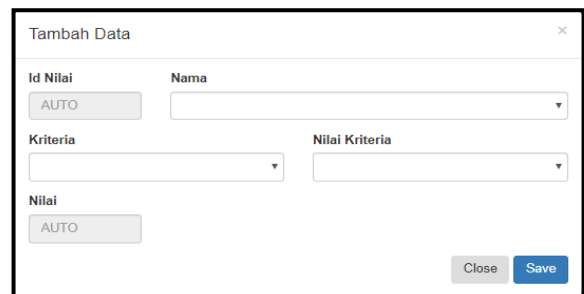 Tambah Data ×
Id Nilai Nama
AUTO
Kriteria Nilai Kriteria
Nilai
AUTO
Close Save